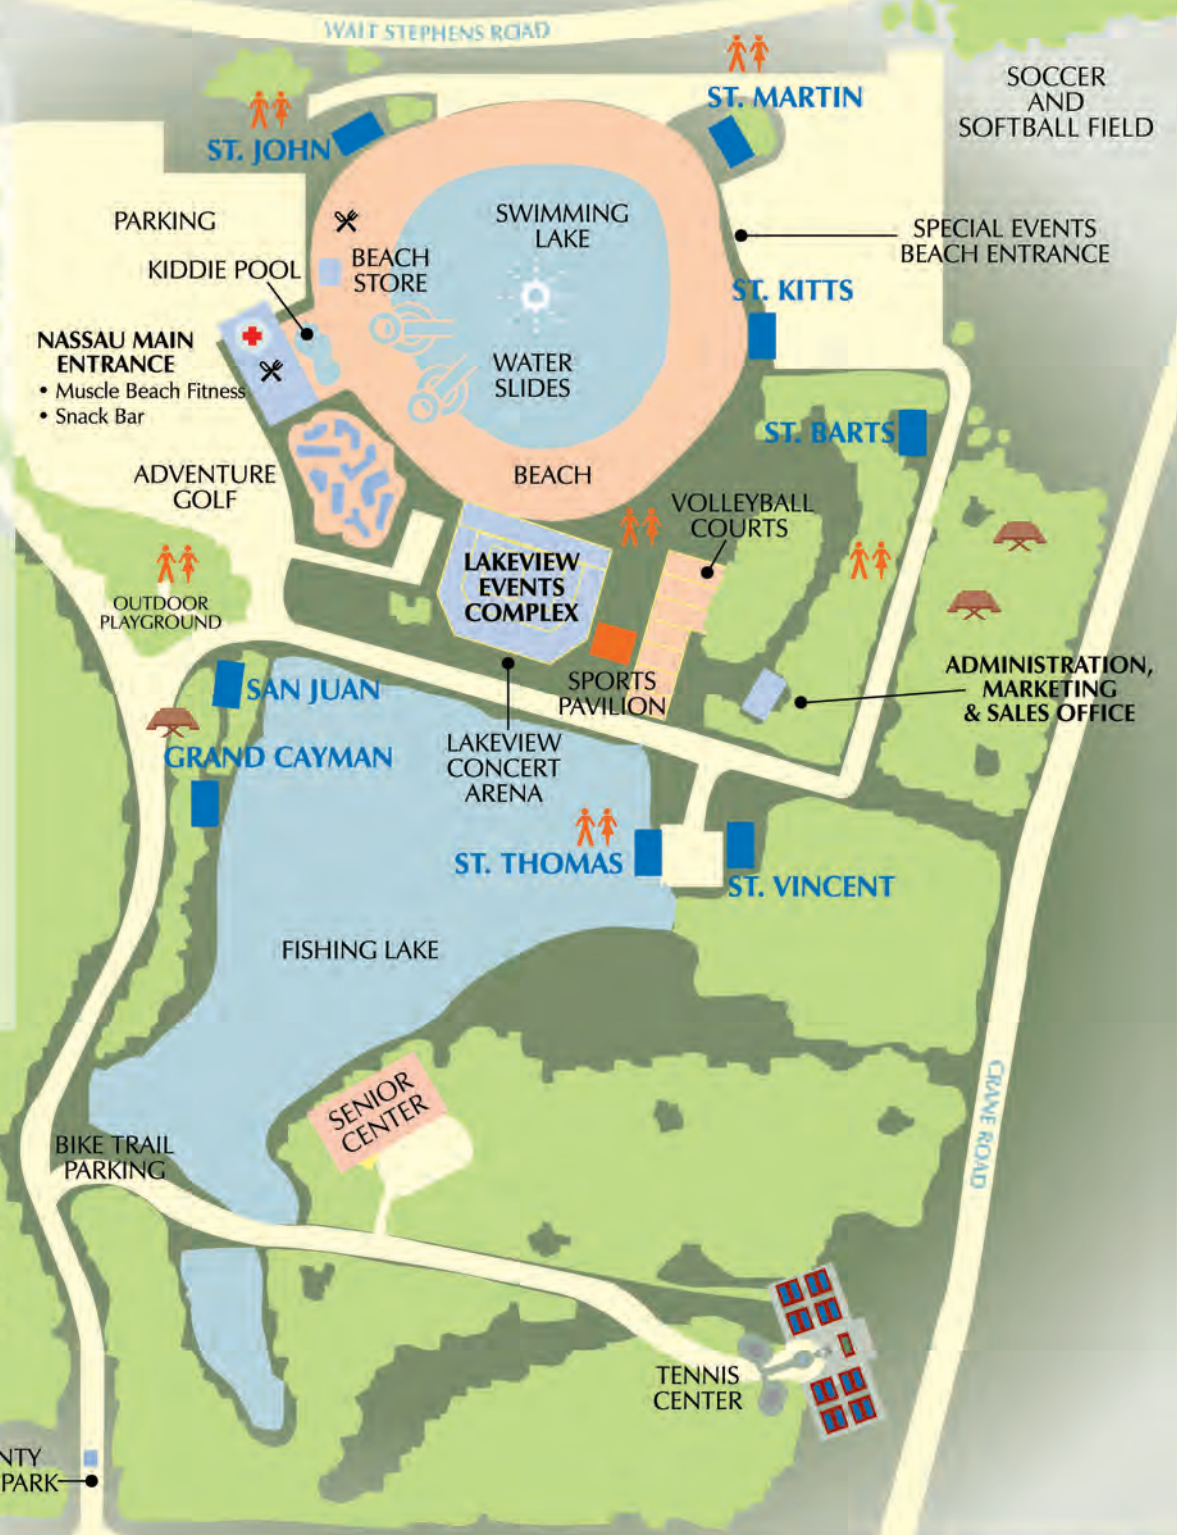 WAIT STEPHENS ROAD
ST. MARTIN
SOCCER
AND
SOFTBALL FIELD
ST. JOHN
PARKING
SWIMMING
LAKE
SPECIAL EVENTS
BEACH ENTRANCE
KIDDIE POOL
BEACH
STORE
ST. KITTS
NASSAU MAIN
ENTRANCE
• Muscle Beach Fitness
• Snack Bar
WATER
SLIDES
ST. BARTS
ADVENTURE
GOLF
BEACH
VOLLEYBALL
COURTS
LAKEVIEW
EVENTS
COMPLEX
OUTDOOR
PLAYGROUND
SAN JUAN
SPORTS
PAVILION
ADMINISTRATION,
MARKETING
& SALES OFFICE
GRAND CAYMAN
LAKEVIEW
CONCERT
ARENA
ST. THOMAS
ST. VINCENT
FISHING LAKE
SENIOR
CENTER
CRANE ROAD
BIKE TRAIL
PARKING
TENNIS
CENTER
NTY
PARK